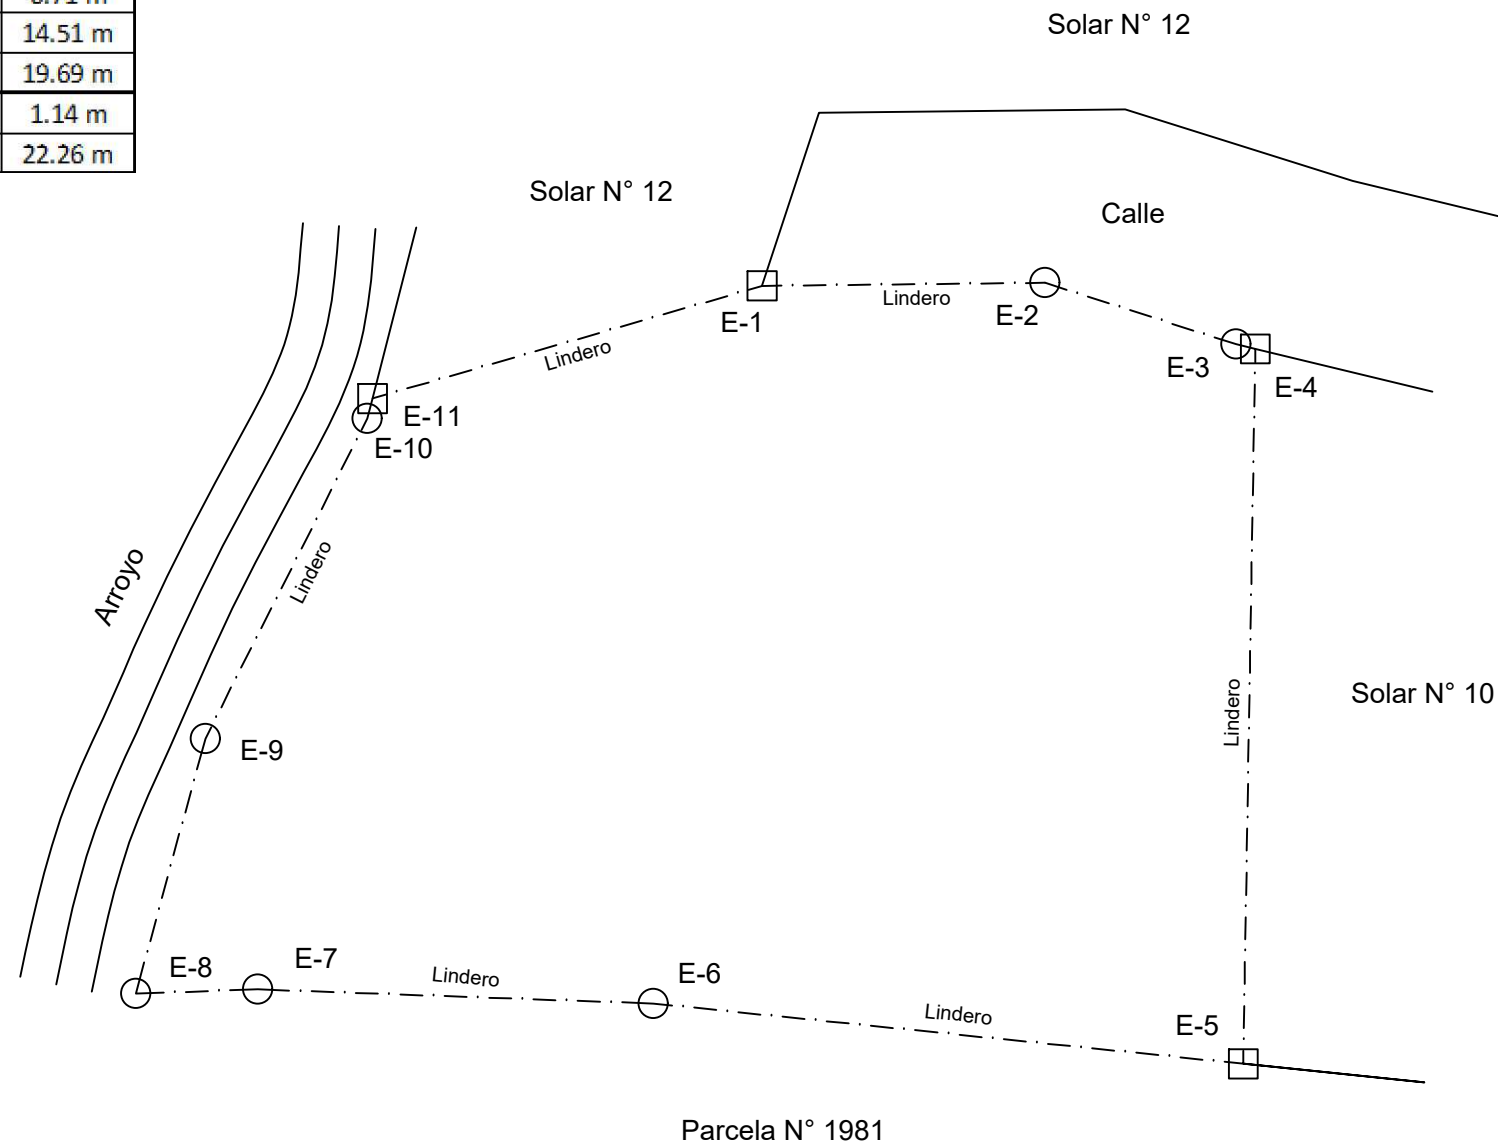 14.51 m
19.69 m
1.14 m
22.26 m
Solar N° 12
Solar N° 12
Calle
Lindero
E-1
E-2
Lindero
E-3
E-4
E-11
E-10
Lindero
Arroyo
Lindero
Solar N° 10
E-9
E-8
E-7
Lindero
E-6
Lindero
E-5
Parcela N° 1981